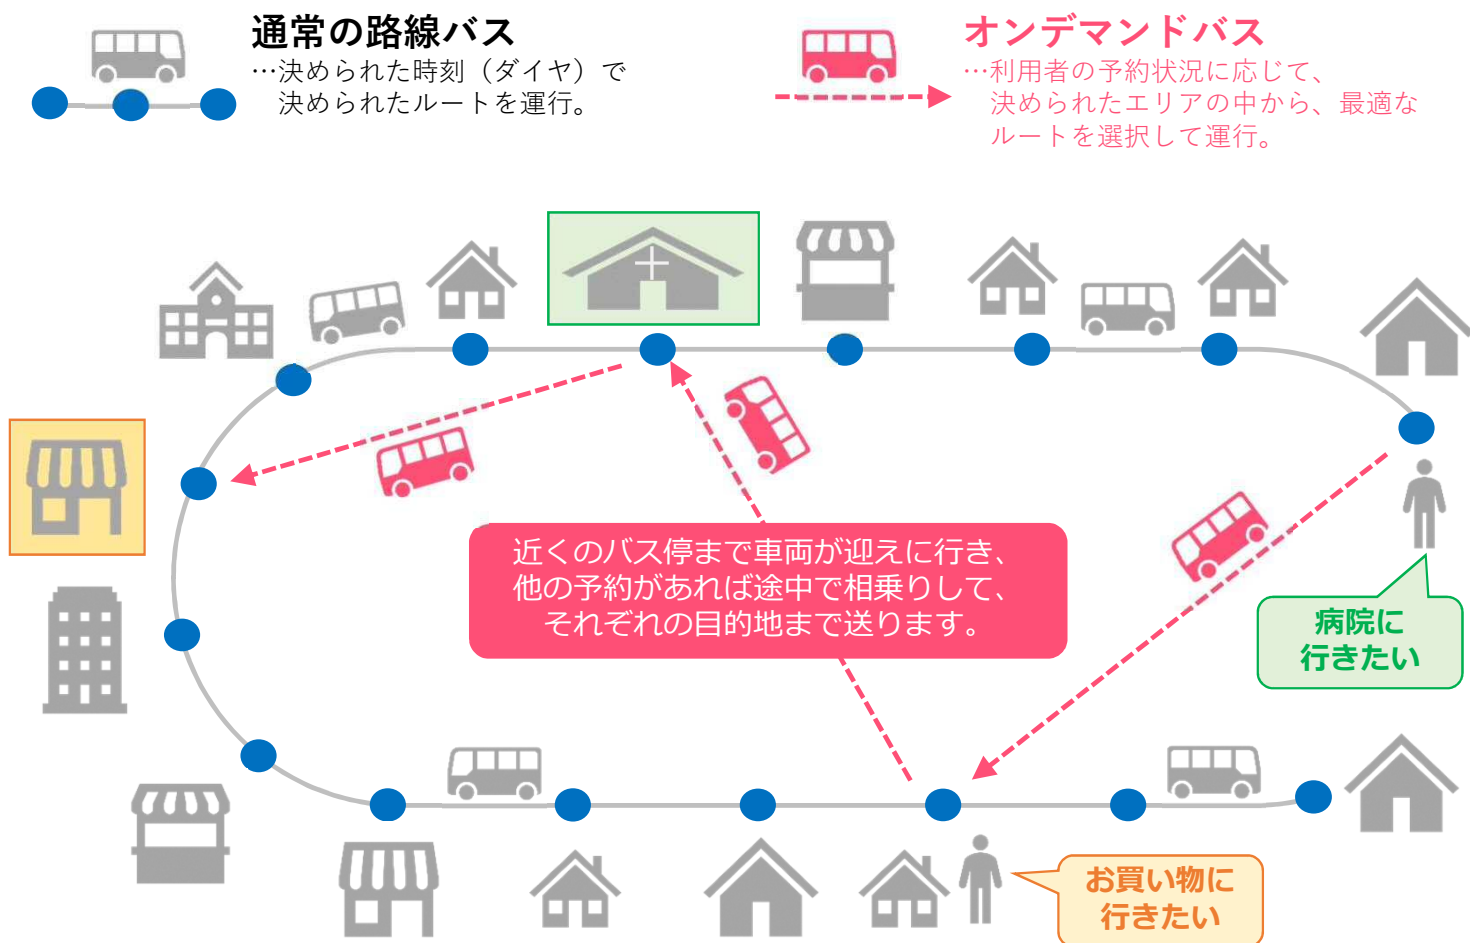 通常の路線バス
…決められた時刻（ダイヤ）で
決められたルートを運行。
オンデマンドバス
…利用者の予約状況に応じて、
決められたエリアの中から、最適な
ルートを選択して運行。
近くのバス停まで車両が迎えに行き、
他の予約があれば途中で相乗りして、
それぞれの目的地まで送ります。
病院に
行きたい
お買い物に
行きたい